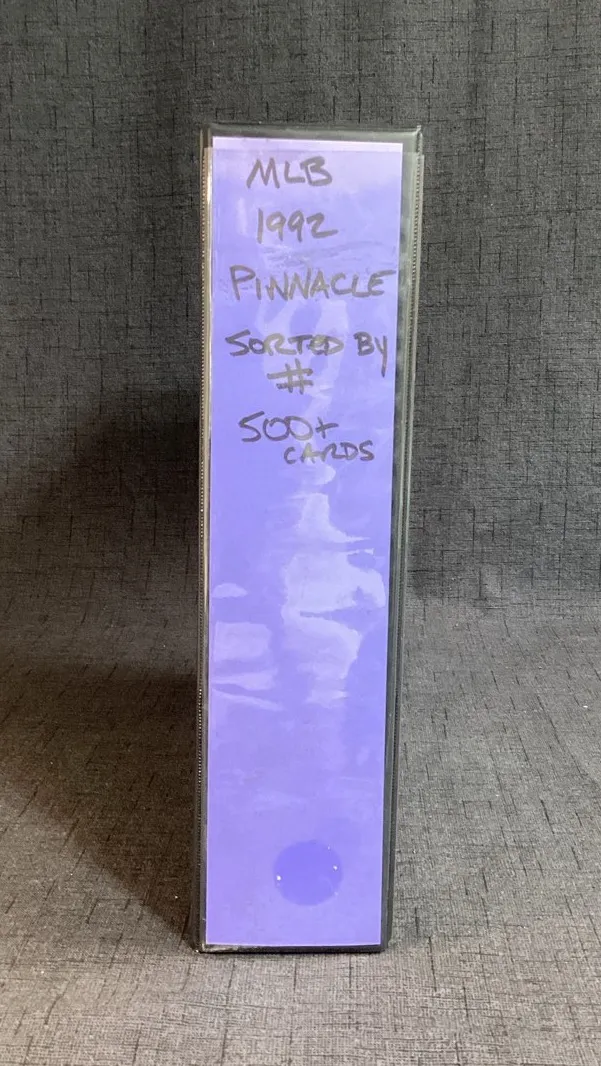 MLB
1992
PINNACLE
SORTED BY
#
500+
CARDS